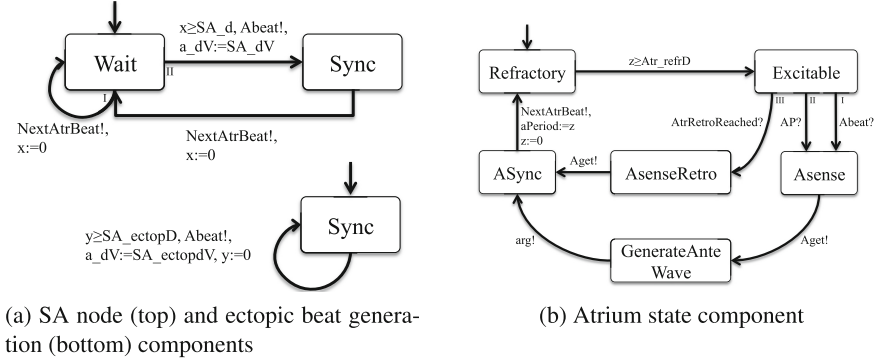 x≥SA_d, Abeat!,
a_dV:=SA_dV
Wait
II
Sync
I
NextAtrBeat!,
x:=0
NextAtrBeat!,
x:=0
Sync
y≥SA_ectopD, Abeat!,
a_dV:=SA_ectopdV, y:=0
(a) SA node (top) and ectopic beat genera-
tion (bottom) components
Refractory
z≥Atr_refrD
Excitable
III
II
I
NextAtrBeat!,
aPeriod:=z
z:=0
AtrRetroReached?
AP?
Abeat?
ASync
Aget!
AsenseRetro
Asense
arg!
GenerateAnte
Wave
Aget!
(b) Atrium state component